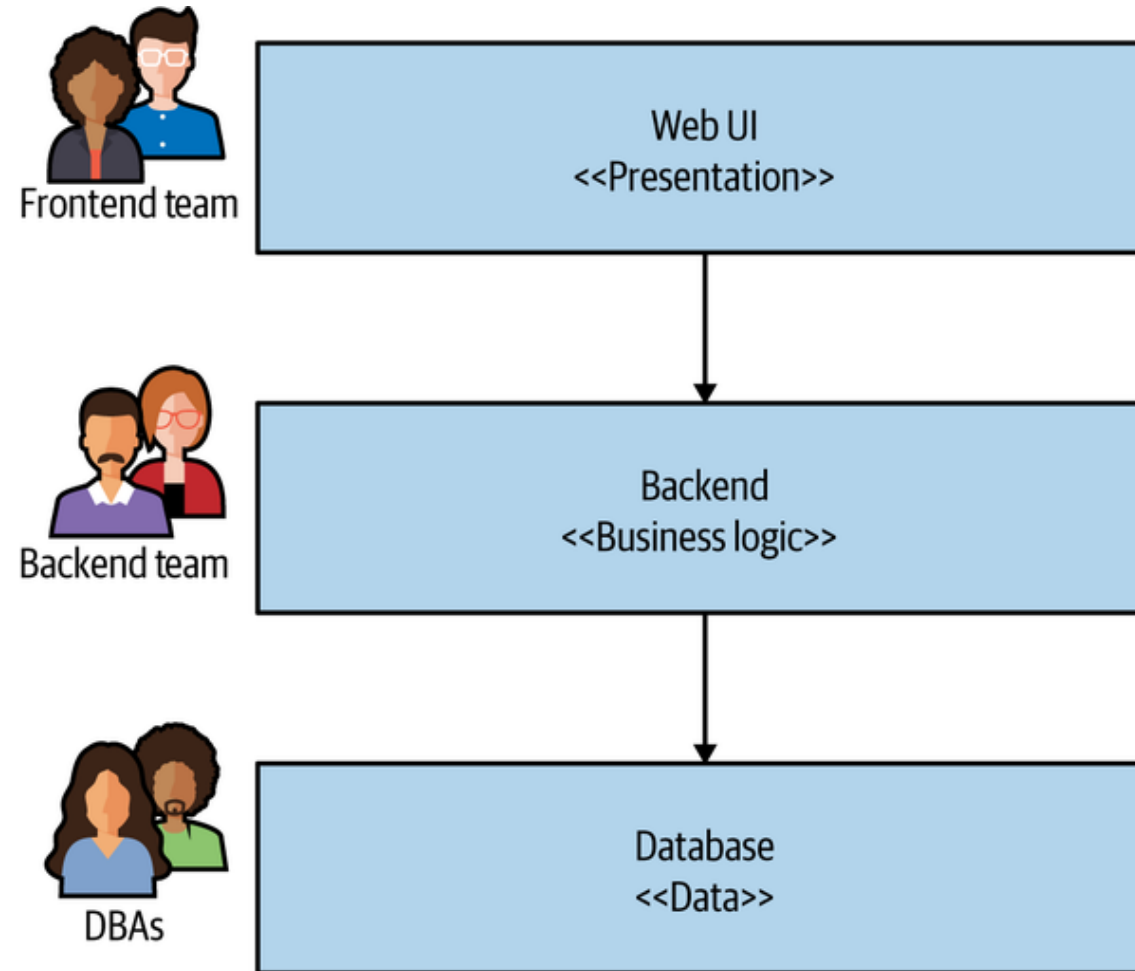 Frontend team
Web UI
<<Presentation>>
Backend team
Backend
<<Business logic>>
DBAs
Database
<<Data>>